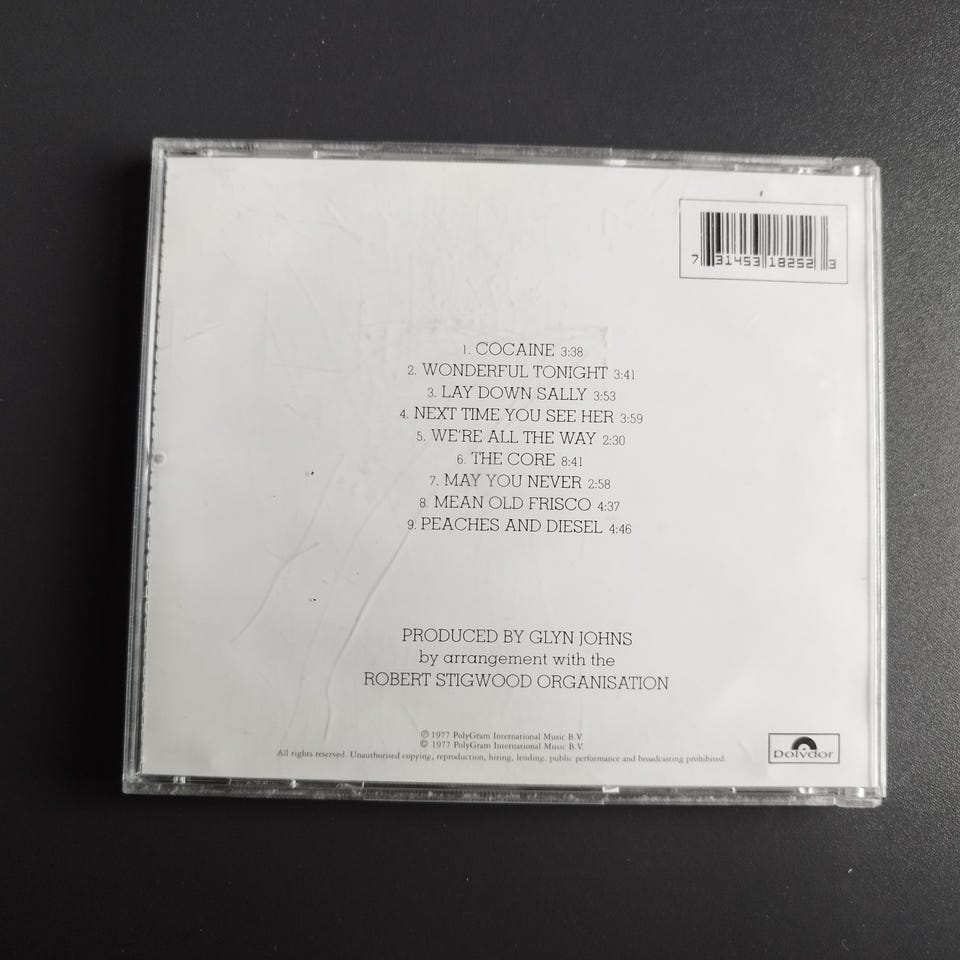 7 31453 18252 3
1. COCAINE 3:38
2. WONDERFUL TONIGHT 3:41
3. LAY DOWN SALLY 3:53
4. NEXT TIME YOU SEE HER 3:59
5. WE'RE ALL THE WAY 2:30
6. THE CORE 8:41
7. MAY YOU NEVER 2:58
8. MEAN OLD FRISCO 4:37
9. PEACHES AND DIESEL 4:46
PRODUCED BY GLYN JOHNS
by arrangement with the
ROBERT STIGWOOD ORGANISATION
℗ 1977 PolyGram International Music B.V.
© 1977 PolyGram International Music B.V.
All rights reserved. Unauthorised copying, reproduction, hiring, lending, public performance and broadcasting prohibited.
Polydor